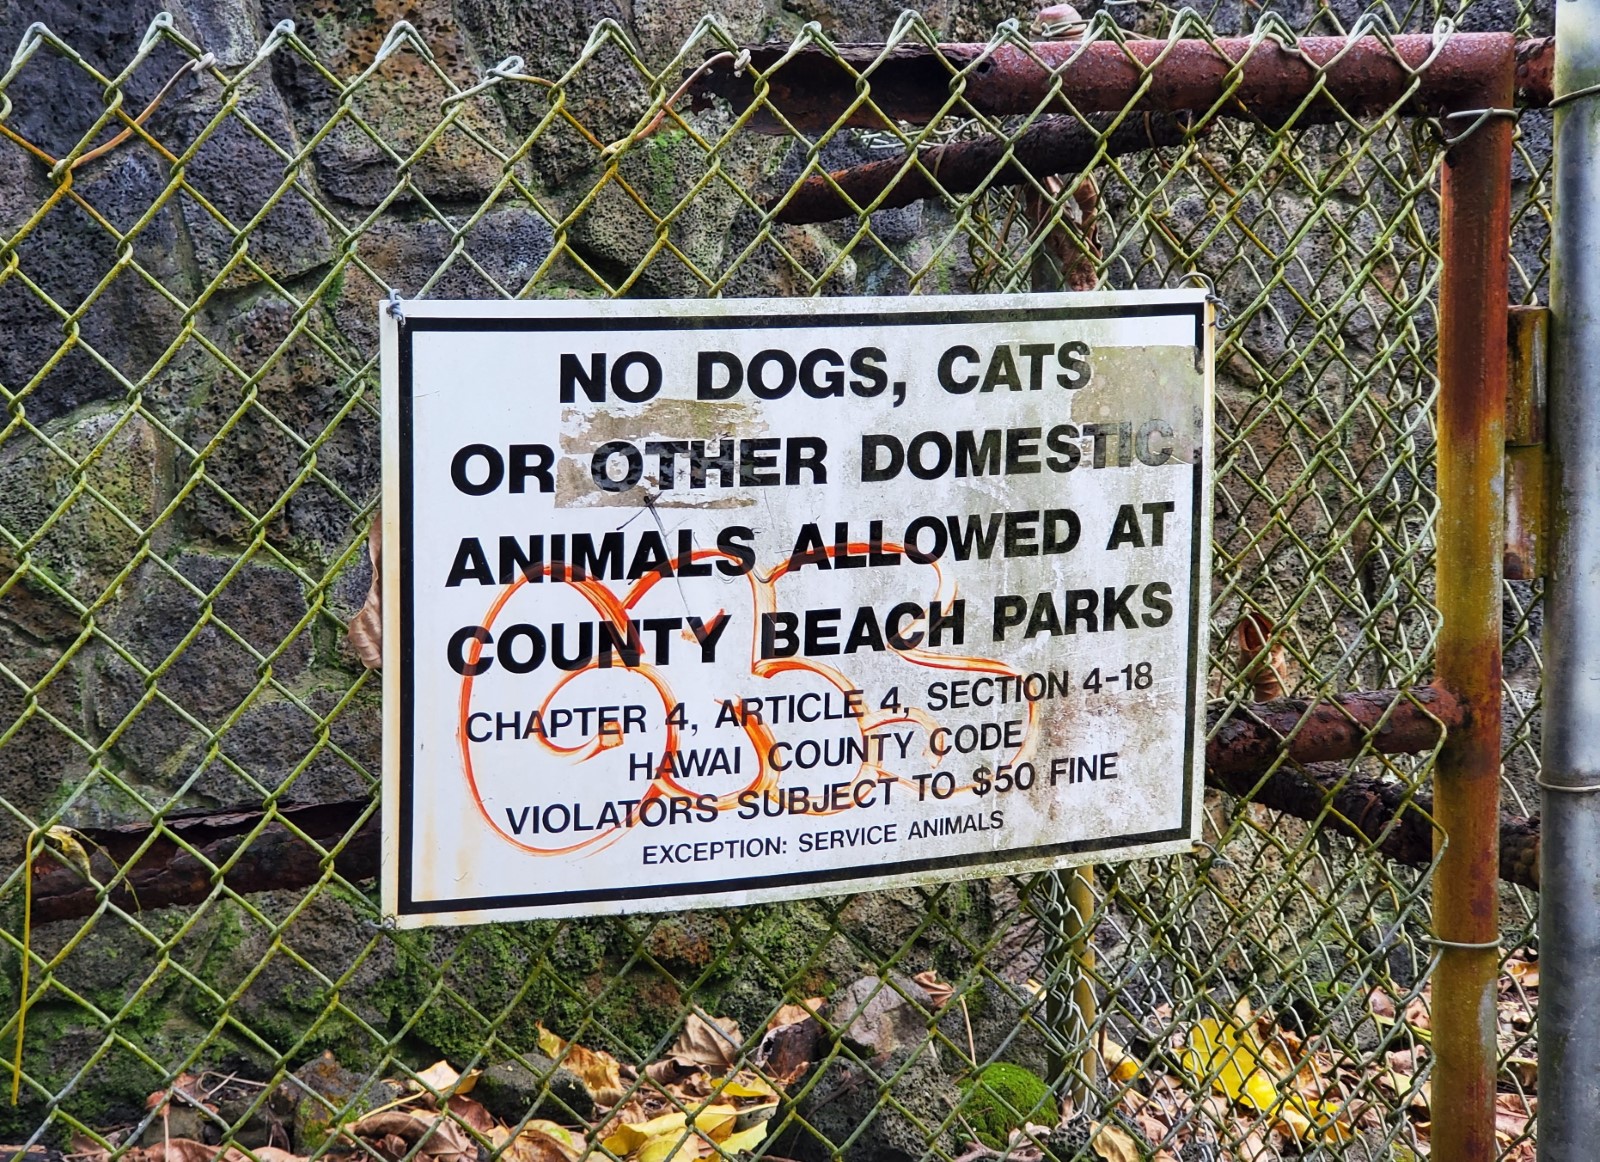 NO DOGS, CATS
OR OTHER DOMESTIC
ANIMALS ALLOWED AT
COUNTY BEACH PARKS
CHAPTER 4, ARTICLE 4, SECTION 4-18
HAWAI COUNTY CODE
VIOLATORS SUBJECT TO $50 FINE
EXCEPTION: SERVICE ANIMALS